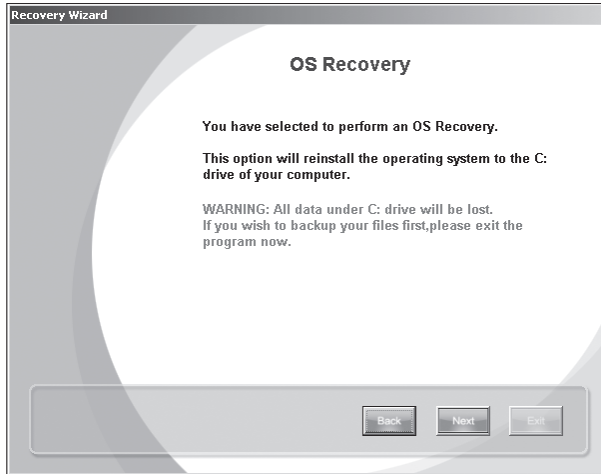 Recovery Wizard
OS Recovery
You have selected to perform an OS Recovery.
This option will reinstall the operating system to the C:
drive of your computer.
WARNING: All data under C: drive will be lost.
If you wish to backup your files first,please exit the
program now.
Back Next Exit